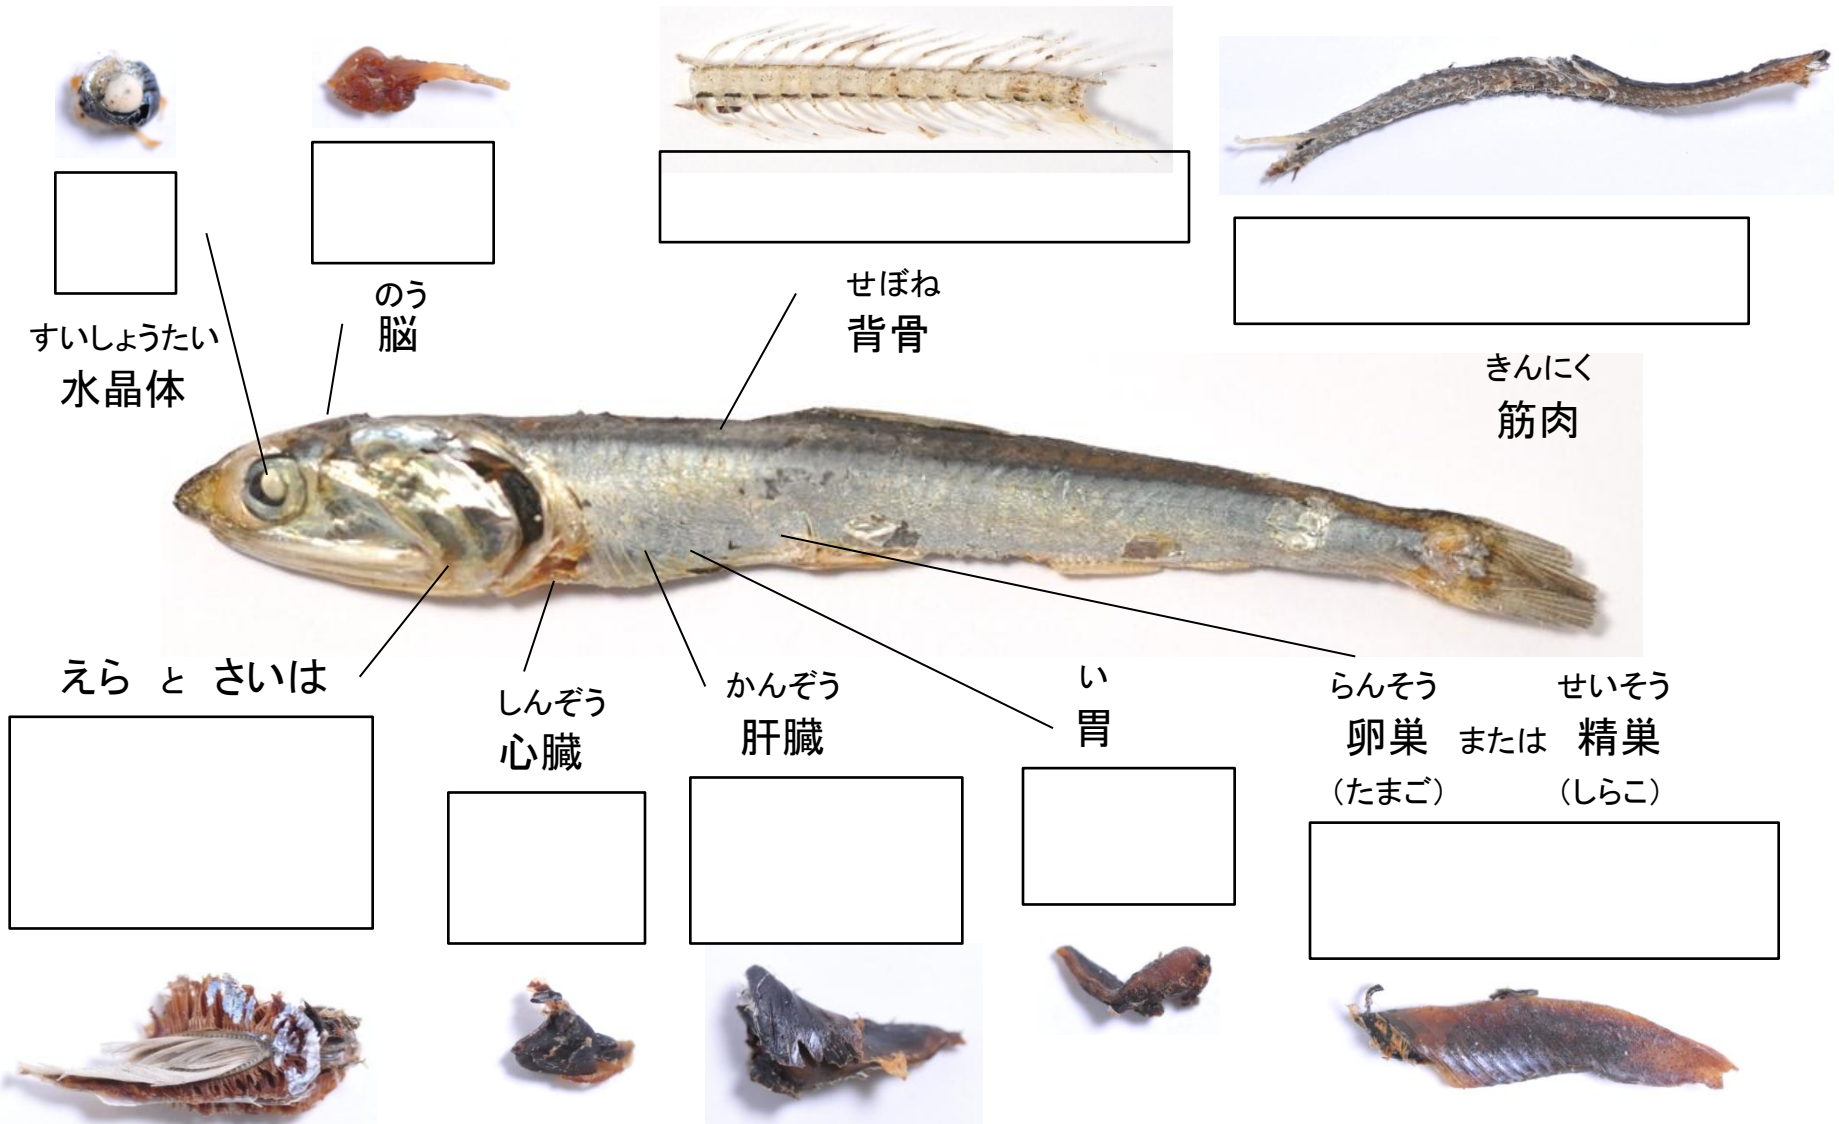 のう
脳
せぼね
背骨
すいしょうたい
水晶体
きんにく
筋肉
えら と さいは
しんぞう
心臓
かんぞう
肝臓
い
胃
らんそう せいそう
卵巣 または 精巣
（たまご） （しらこ）